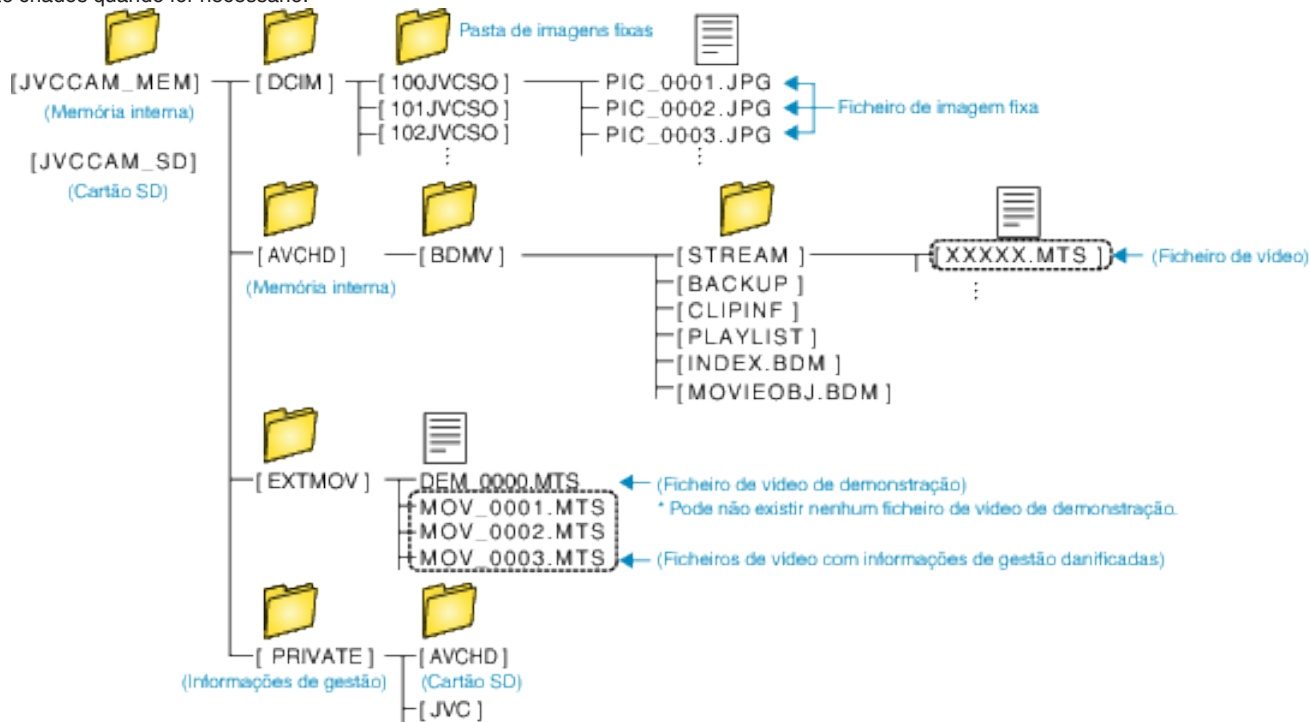 criados quando for necessário.
Pasta de imagens fixas
[JVCCAM_MEM]
(Memória interna)
[JVCCAM_SD]
(Cartão SD)
[DCIM]
[100JVCSO]
[101JVCSO]
[102JVCSO]
PIC_0001.JPG
PIC_0002.JPG
PIC_0003.JPG
Ficheiro de imagem fixa
[AVCHD]
(Memória interna)
[BDMV]
[STREAM]
[BACKUP]
[CLIPINF]
[PLAYLIST]
[INDEX.BDM]
[MOVIEOBJ.BDM]
[XXXXX.MTS]
(Ficheiro de vídeo)
[EXTMOV]
DEM_0000.MTS
(Ficheiro de vídeo de demonstração)
* Pode não existir nenhum ficheiro de vídeo de demonstração.
MOV_0001.MTS
MOV_0002.MTS
MOV_0003.MTS
(Ficheiros de vídeo com informações de gestão danificadas)
[PRIVATE]
(Informações de gestão)
[AVCHD]
(Cartão SD)
[JVC]